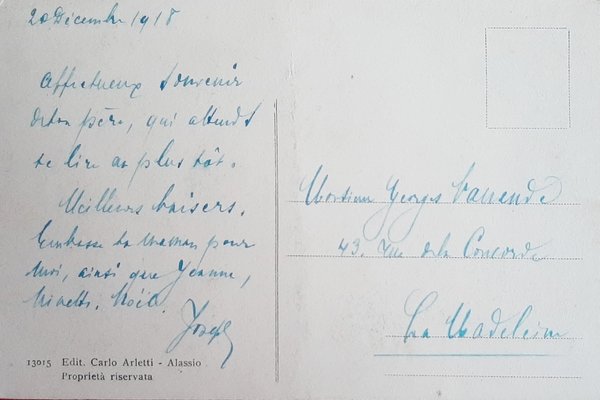 20 Décembre 1918
Affectueux souvenir
de ton père, qui attend de
te lire au plus tôt.
Meilleurs baisers.
Embrasse ta maman pour
moi, ainsi que Jeanne,
Joseph
13015 Edit. Carlo Arletti - Alassio
Proprietà riservata
Monsieur Georges
43, Rue de la Concorde
La Madeleine